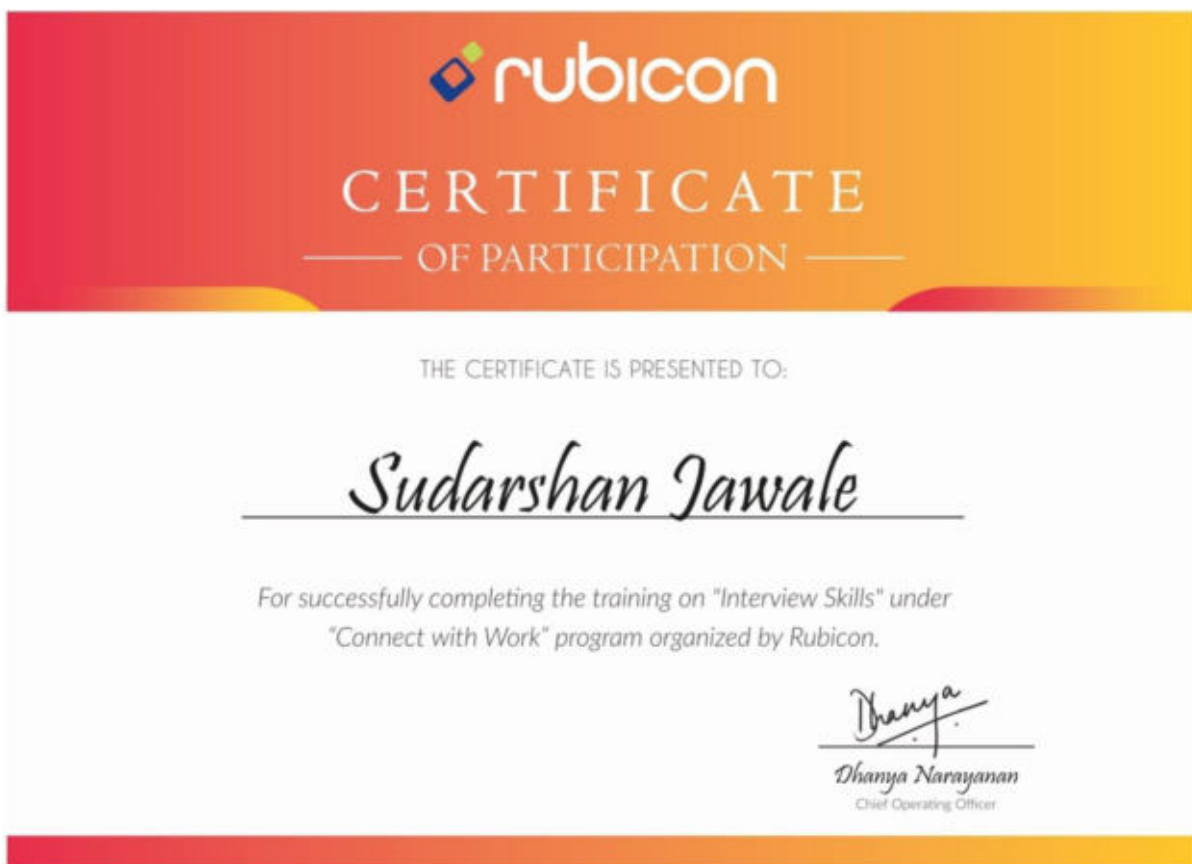 rubicon
CERTIFICATE
OF PARTICIPATION
THE CERTIFICATE IS PRESENTED TO:
Sudarshan Jawale
For successfully completing the training on "Interview Skills" under
"Connect with Work" program organized by Rubicon.
Dhanya
Dhanya Narayanan
Chief Operating Officer